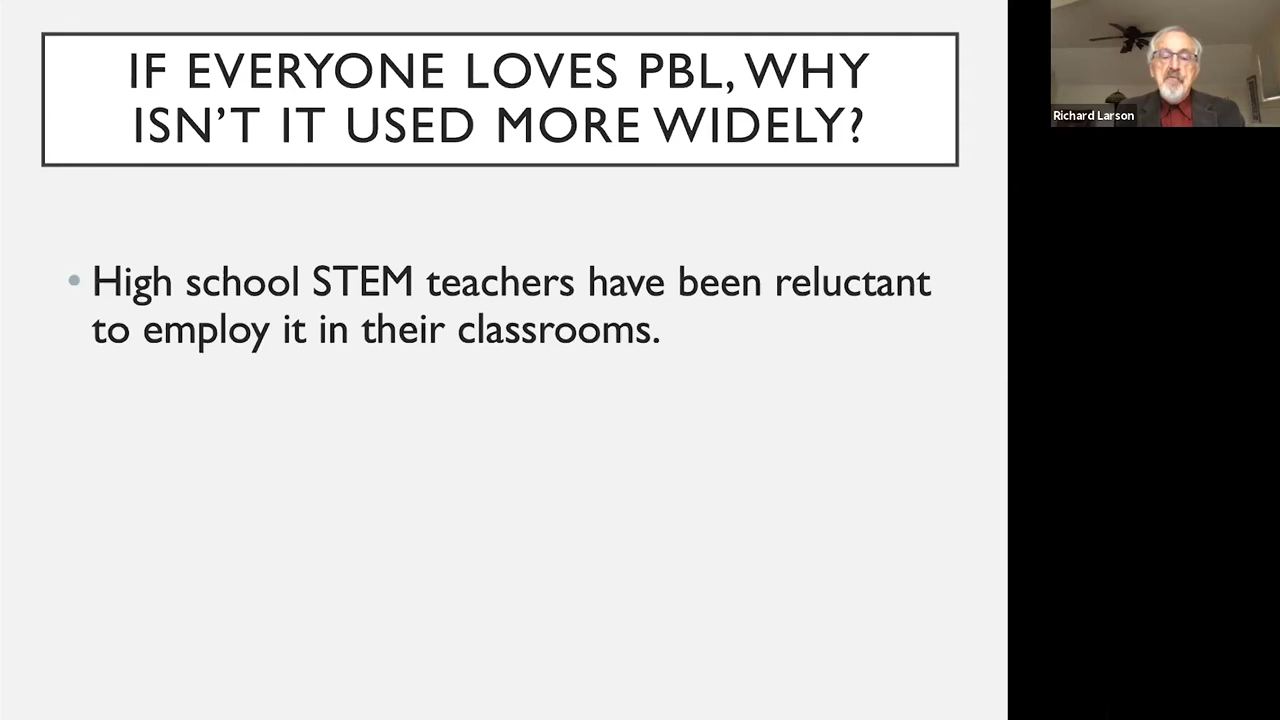 IF EVERYONE LOVES PBL, WHY
ISN'T IT USED MORE WIDELY?
• High school STEM teachers have been reluctant
to employ it in their classrooms.
Richard Larson